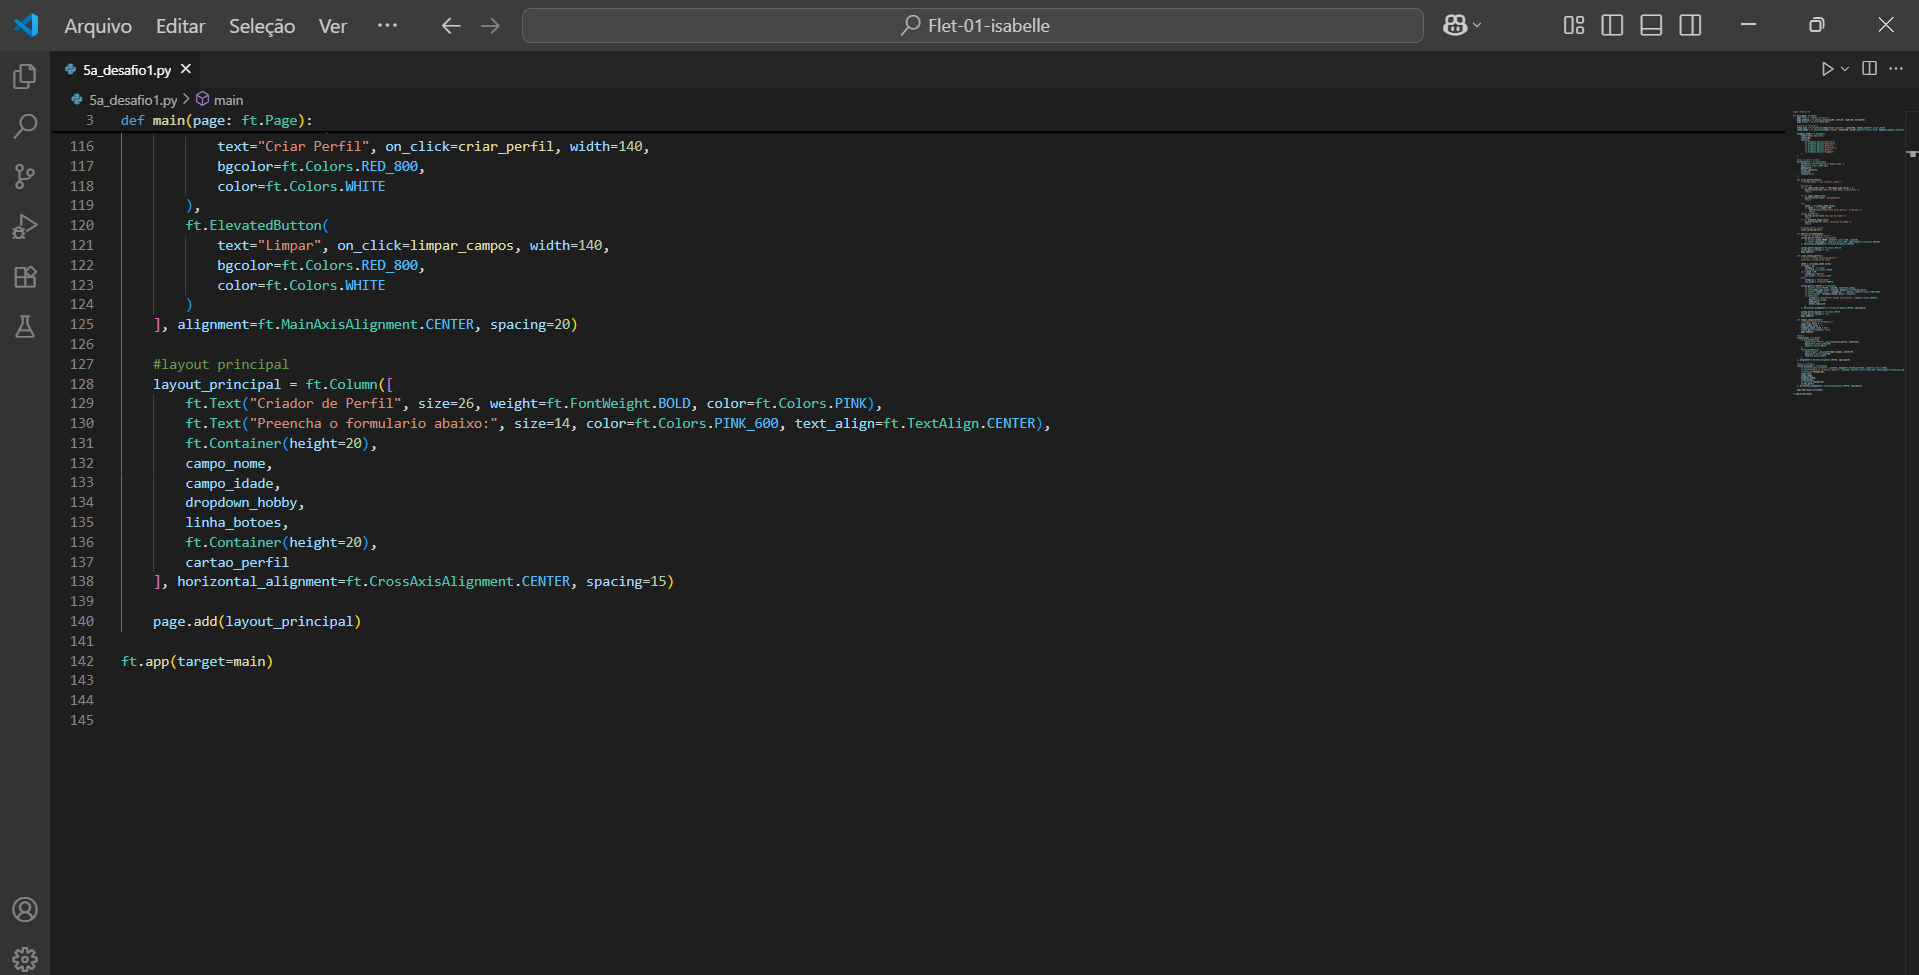 Arquivo Editar Seleção Ver ··· Flet-01-isabelle
5a_desafio1.py
5a_desafio1.py > main
3 def main(page: ft.Page):
116 text="Criar Perfil", on_click=criar_perfil, width=140,
117 bgcolor=ft.Colors.RED_800,
118 color=ft.Colors.WHITE
119 ),
120 ft.ElevatedButton(
121 text="Limpar", on_click=limpar_campos, width=140,
122 bgcolor=ft.Colors.RED_800,
123 color=ft.Colors.WHITE
124 )
125 ], alignment=ft.MainAxisAlignment.CENTER, spacing=20)
126
127 #layout principal
128 layout_principal = ft.Column([
129 ft.Text("Criador de Perfil", size=26, weight=ft.FontWeight.BOLD, color=ft.Colors.PINK),
130 ft.Text("Preencha o formulario abaixo:", size=14, color=ft.Colors.PINK_600, text_align=ft.TextAlign.CENTER),
131 ft.Container(height=20),
132 campo_nome,
133 campo_idade,
134 dropdown_hobby,
135 linha_botoes,
136 ft.Container(height=20),
137 cartao_perfil
138 ], horizontal_alignment=ft.CrossAxisAlignment.CENTER, spacing=15)
139
140 page.add(layout_principal)
141
142 ft.app(target=main)
143
144
145